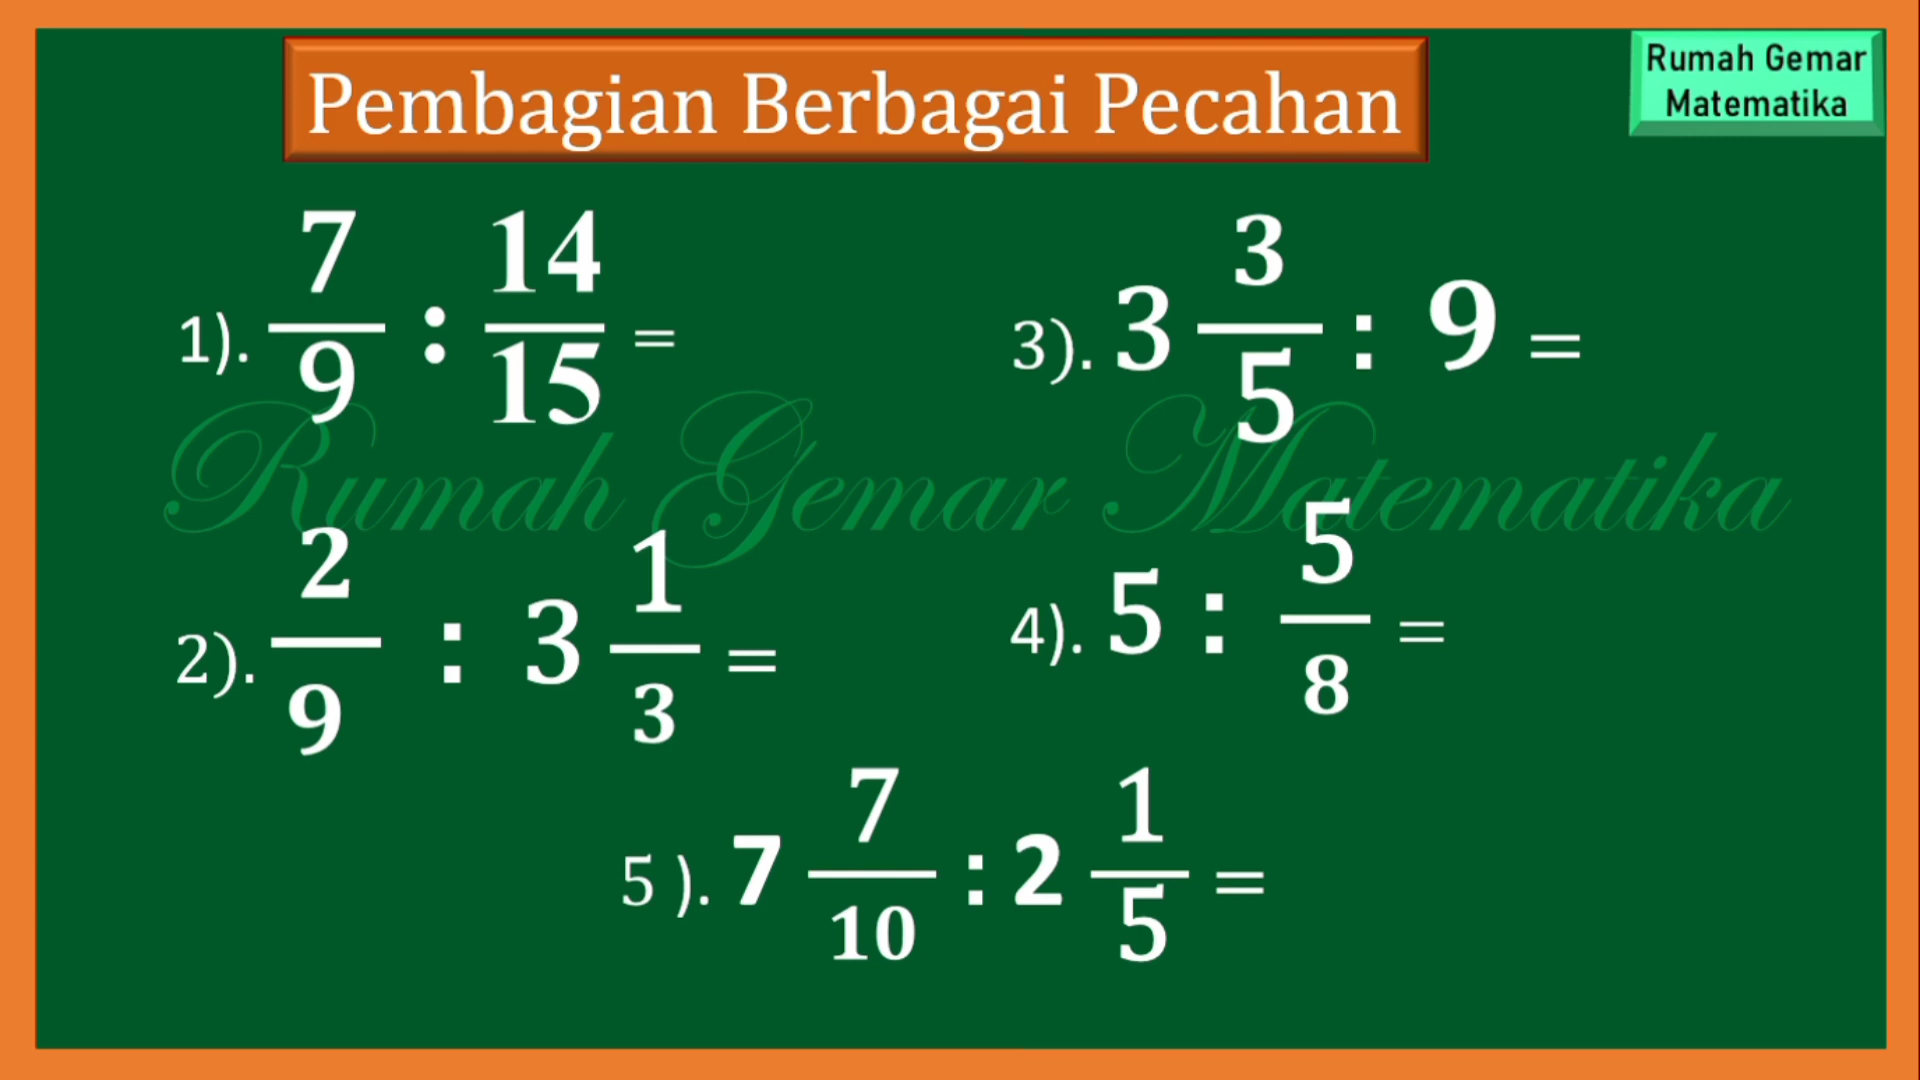 Pembagian Berbagai Pecahan
Rumah Gemar
Matematika
1). 7/9 : 14/15 =
3). 3 3/5 : 9 =
Rumah Gemar Matematika
2). 2/9 : 3 1/3 =
4). 5 : 5/8 =
5 ). 7 7/10 : 2 1/5 =